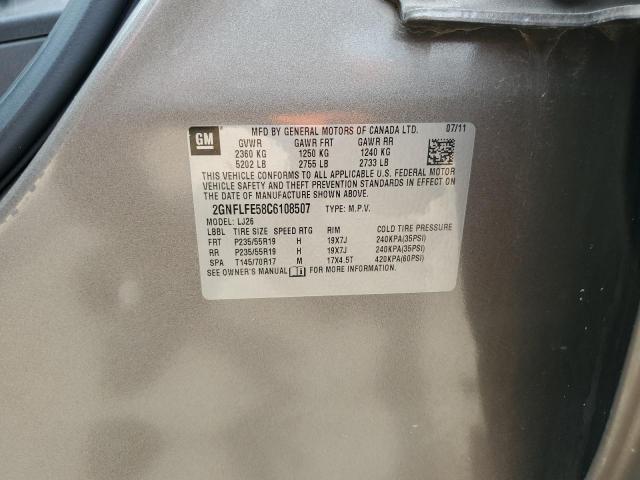 GM
MFD BY GENERAL MOTORS OF CANADA LTD. 07/11
GVWR GAWR FRT GAWR RR
2360 KG 1250 KG 1240 KG
5202 LB 2755 LB 2733 LB
THIS VEHICLE CONFORMS TO ALL APPLICABLE U.S. FEDERAL MOTOR
VEHICLE SAFETY AND THEFT PREVENTION STANDARDS IN EFFECT ON
THE DATE OF MANUFACTURE SHOWN ABOVE.
2GNFLFE58C6108507 TYPE: M.P.V.
MODEL: LJ26
LBBL TIRE SIZE SPEED RTG RIM COLD TIRE PRESSURE
FRT P235/55R19 H 19X7J 240KPA(35PSI)
RR P235/55R19 H 19X7J 240KPA(35PSI)
SPA T145/70R17 M 17X4.5T 420KPA(60PSI)
SEE OWNER'S MANUAL FOR MORE INFORMATION.